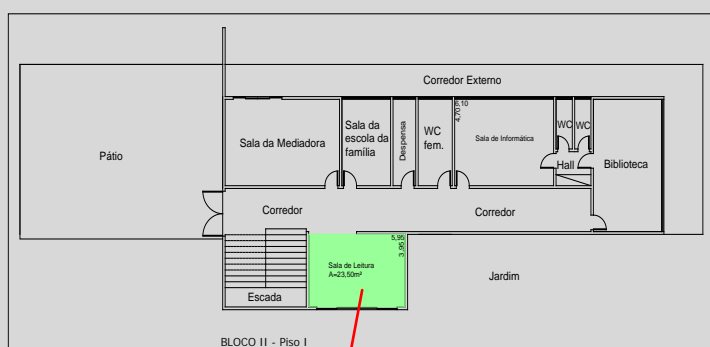 Corredor Externo
Pátio
Sala da Mediadora
Sala da
escola da
família
Despensa
WC
fem.
6,10
4,70
Sala de Informática
WC
WC
Hall
Biblioteca
Corredor
Corredor
5,95
3,95
Sala de Leitura
A=23,50m²
Jardim
Escada
BLOCO II - Piso I